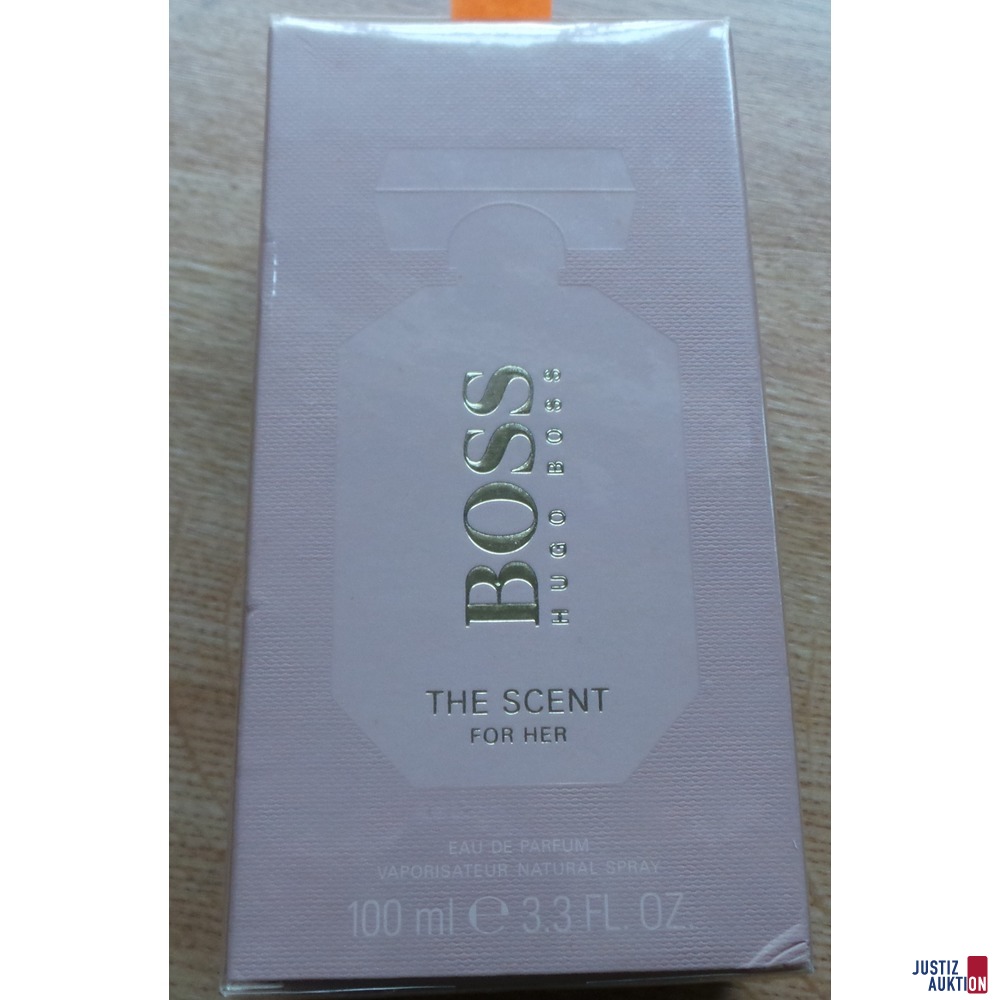 BOSS
HUGO BOSS
THE SCENT
FOR HER
EAU DE PARFUM
VAPORISATEUR NATURAL SPRAY
100 ml ℮ 3.3 FL. OZ.
JUSTIZ
AUKTION